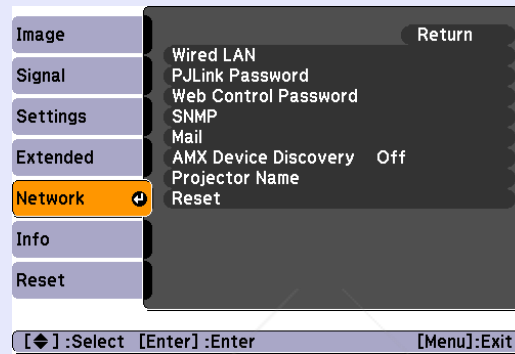 Image
Signal
Settings
Extended
Network
Info
Reset
Return
Wired LAN
PJLink Password
Web Control Password
SNMP
Mail
AMX Device Discovery Off
Projector Name
Reset
[◆] :Select [Enter] :Enter [Menu]:Exit